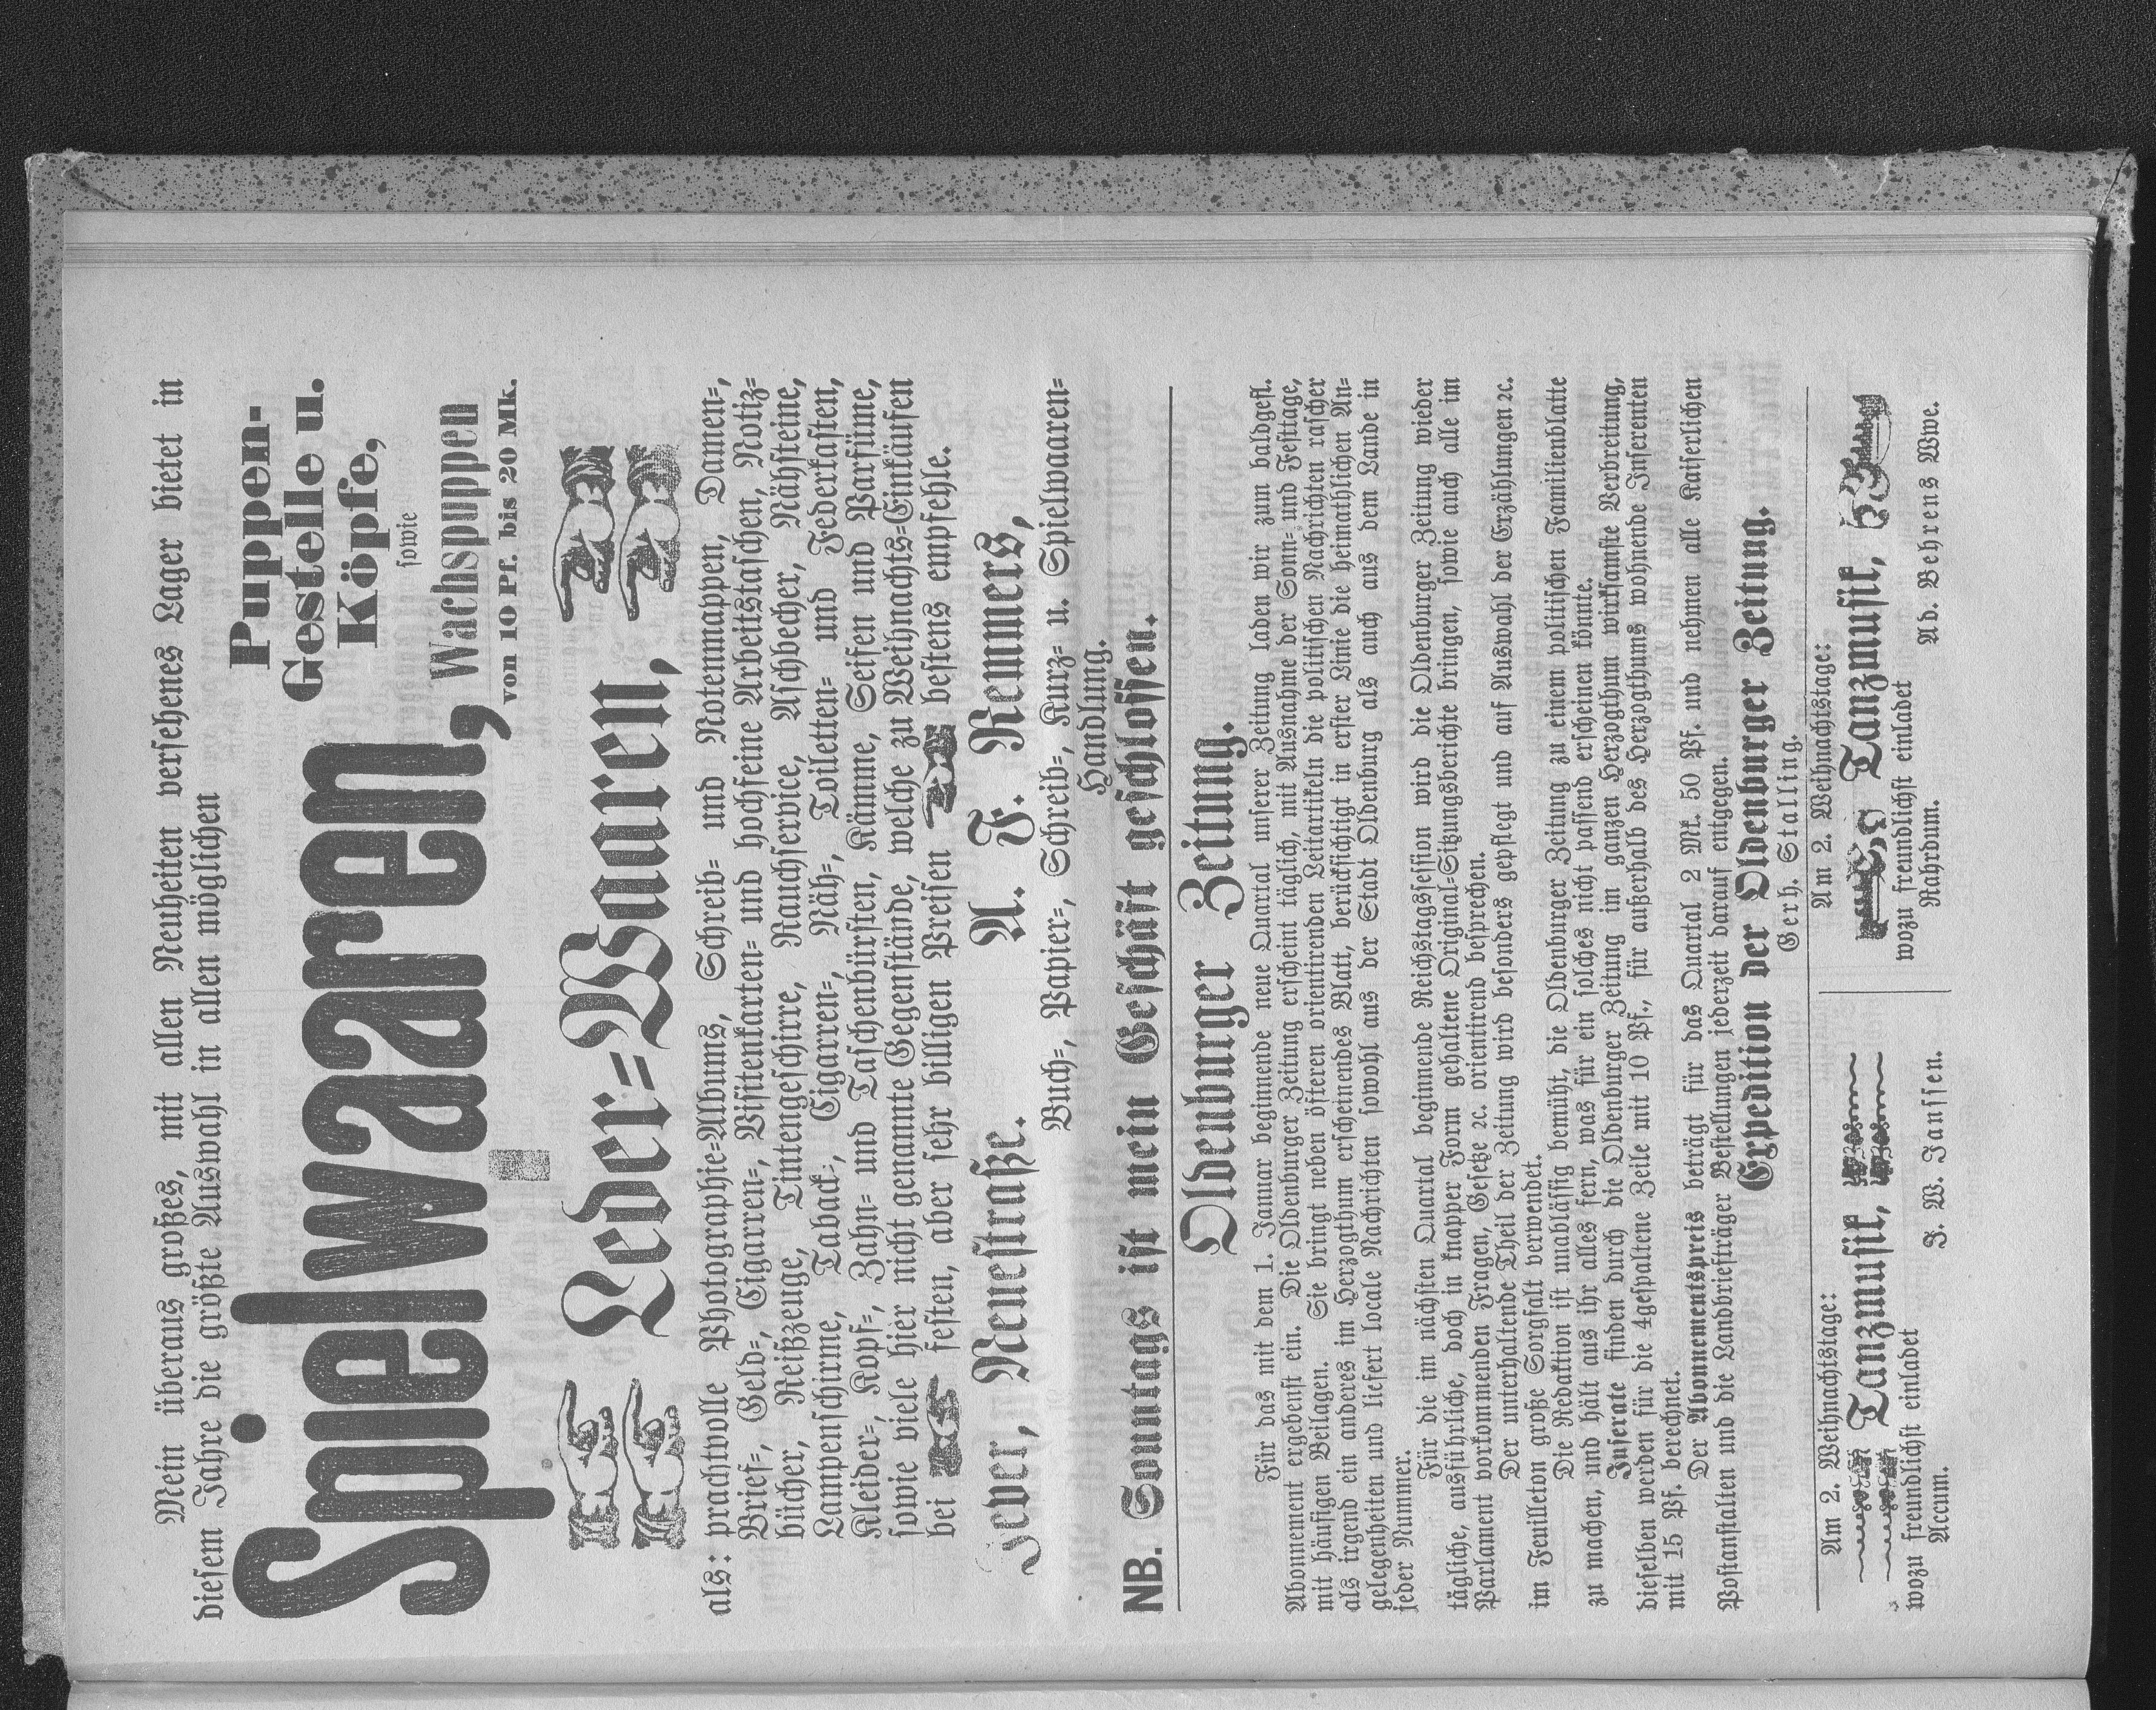 Mein überaus großes, mit allen Neuheiten versehenes Lager bietet in
diesem Jahre die größte Auswahl in allen möglichen
Spielwaaren,
Puppen-
Gestelle u.
Köpfe,
sowie
Wachspuppen
von 10 Pf. bis 20 Mk.
Leder=Waaren,
als: prachtvolle Photographie=Albums, Schreib= und Notenmappen, Damen=,
Brief=, Geld=, Cigarren=, Visitenkarten= und hochfeine Arbeitstaschen, Notiz=
bücher, Reißzeuge, Tintengeschirre, Rauchservice, Aschbecher, Nähsteine,
Lampenschirme, Taback=, Cigarren=, Näh=, Toiletten= und Federkasten,
Kleider=, Kopf=, Zahn= und Taschenbürsten, Kämme, Seifen und Parfüme,
sowie viele hier nicht genannte Gegenstände, welche zu Weihnachts=Einkäufen
bei festen, aber sehr billigen Preisen bestens empfehle.
Jever, Neuestraße. A. F. Remmers,
Buch=, Papier=, Schreib=, Kurz= u. Spielwaaren=
Handlung.
NB. Sonntags ist mein Geschäft geschlossen.
Oldenburger Zeitung.
Für das mit dem 1. Januar beginnende neue Quartal unserer Zeitung laden wir zum baldgefl.
Abonnement ergebenst ein. Die Oldenburger Zeitung erscheint täglich, mit Ausnahme der Sonn= und Festtage,
mit häufigen Beilagen. Sie bringt neben öfteren orientirenden Leitartikeln die politischen Nachrichten rascher
als irgend ein anderes im Herzogthum erscheinendes Blatt, berücksichtigt in erster Linie die heimathlichen An=
gelegenheiten und liefert locale Nachrichten sowohl aus der Stadt Oldenburg als auch aus dem Lande in
jeder Nummer.
Für die im nächsten Quartal beginnende Reichstagssession wird die Oldenburger Zeitung wieder
tägliche, ausführliche, doch in knapper Form gehaltene Original=Sitzungsberichte bringen, sowie auch alle im
Parlament vorkommenden Fragen, Gesetze ꝛc. orientirend besprechen.
Der unterhaltende Theil der Zeitung wird besonders gepflegt und auf Auswahl der Erzählungen ꝛc.
im Feuilleton große Sorgfalt verwendet.
Die Redaktion ist unablässig bemüht, die Oldenburger Zeitung zu einem politischen Familienblatte
zu machen, und hält aus ihr alles fern, was für ein solches nicht passend erscheinen könnte.
Inserate finden durch die Oldenburger Zeitung im ganzen Herzogthum wirksamste Verbreitung,
dieselben werden für die 4gespaltene Zeile mit 10 Pf., für außerhalb des Herzogthums wohnende Inserenten
mit 15 Pf. berechnet.
Der Abonnementspreis beträgt für das Quartal 2 Mk. 50 Pf. und nehmen alle Kaiserlichen
Postanstalten und die Landbriefträger Bestellungen jederzeit darauf entgegen.
Expedition der Oldenburger Zeitung.
Gerh. Stalling.
Am 2. Weihnachtstage:
Tanzmusik,
wozu freundlichst einladet
Accum. J. W. Janssen.
Am 2. Weihnachtstage:
Tanzmusik,
wozu freundlichst einladet
Nahrdum. Ad. Behrens Wwe.